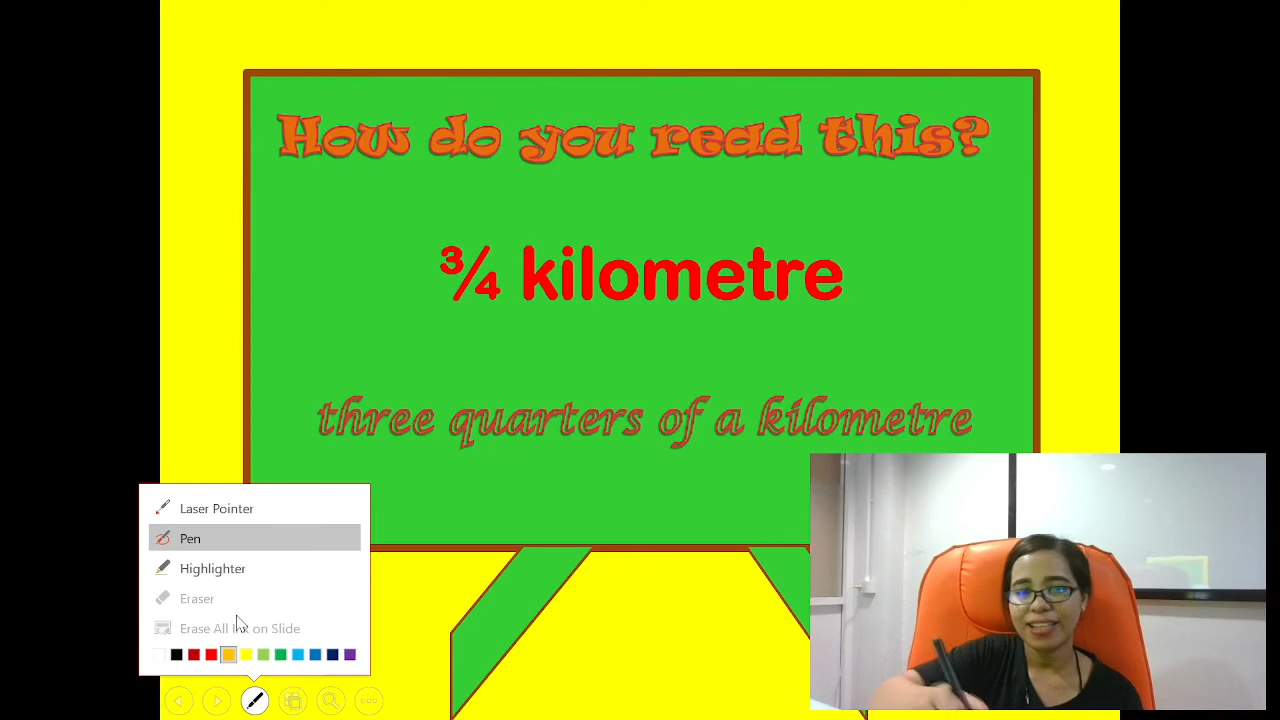 How do you read this?
¾ kilometre
three quarters of a kilometre
Laser Pointer
Pen
Highlighter
Eraser
Erase All Ink on Slide